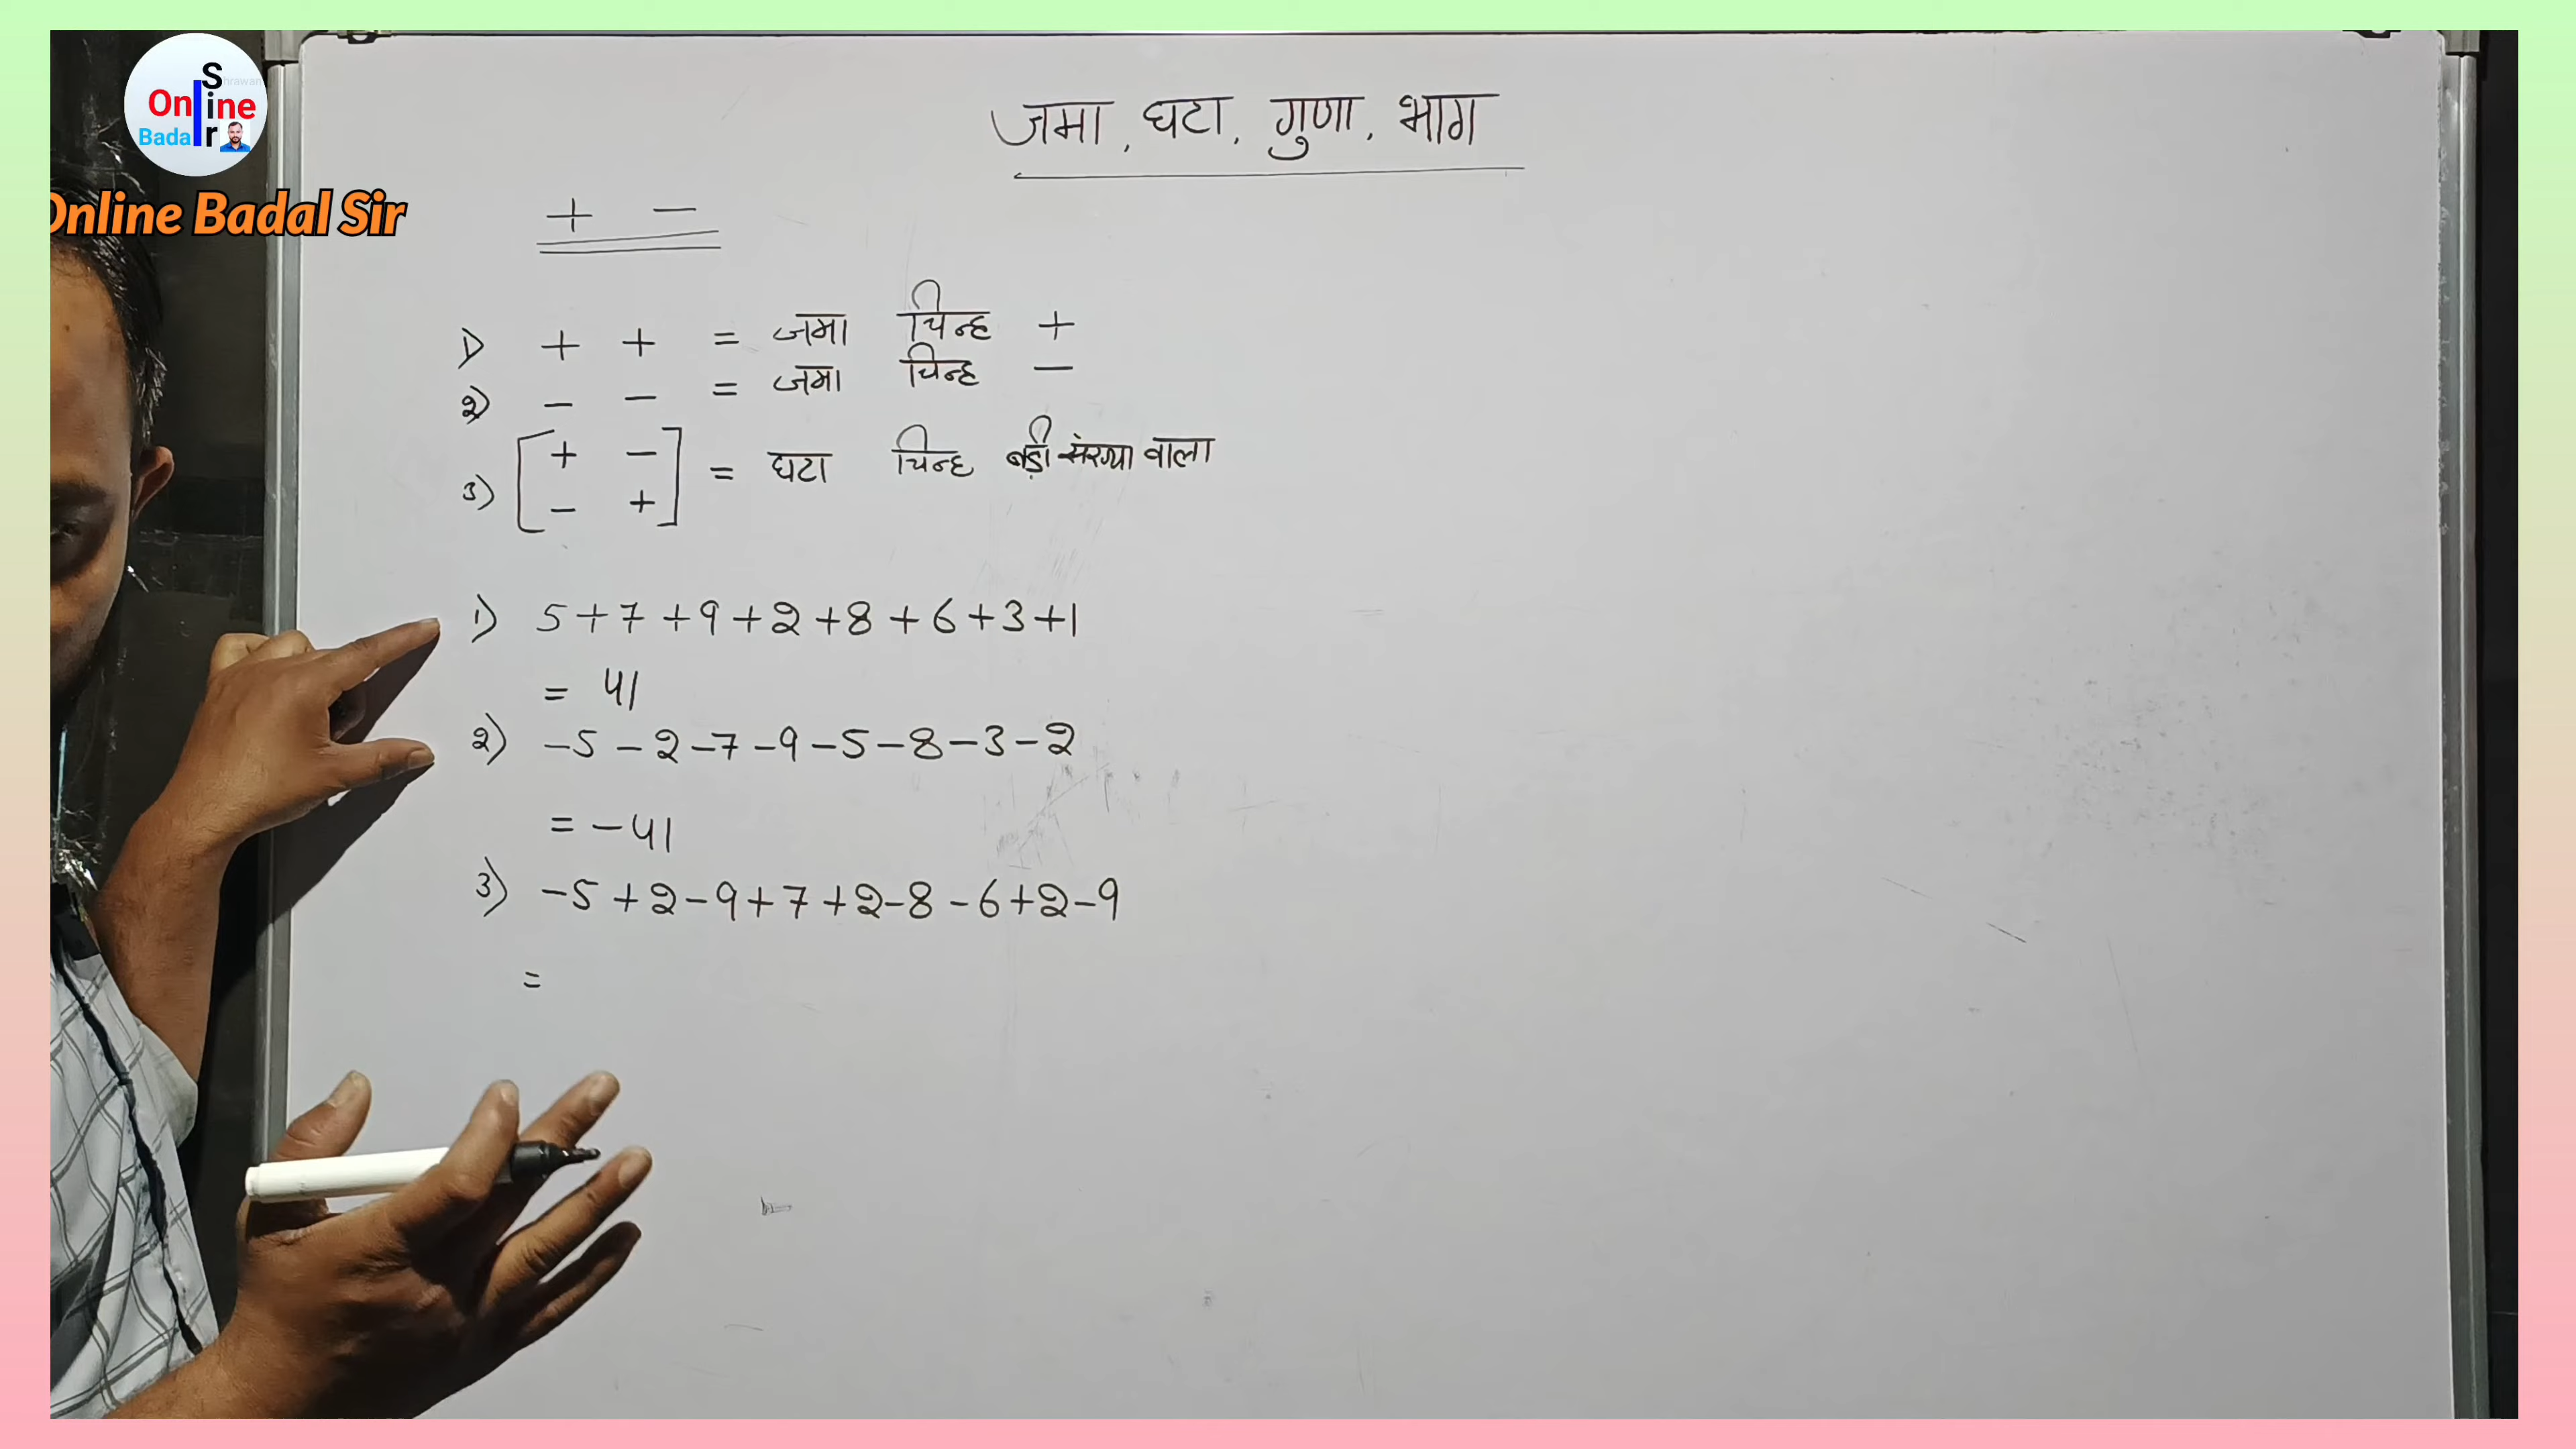 Shrawan
Online
Badal Sir
Online Badal Sir
जमा, घटा, गुणा, भाग
+ −
1) + + = जमा चिन्ह +
2) − − = जमा चिन्ह −
3) [+ − = घटा चिन्ह बड़ी संख्या वाला
− +]
1) 5+7+9+2+8+6+3+1
= 41
2) -5-2-7-9-5-8-3-2
= -41
3) -5+2-9+7+2-8-6+2-9
=